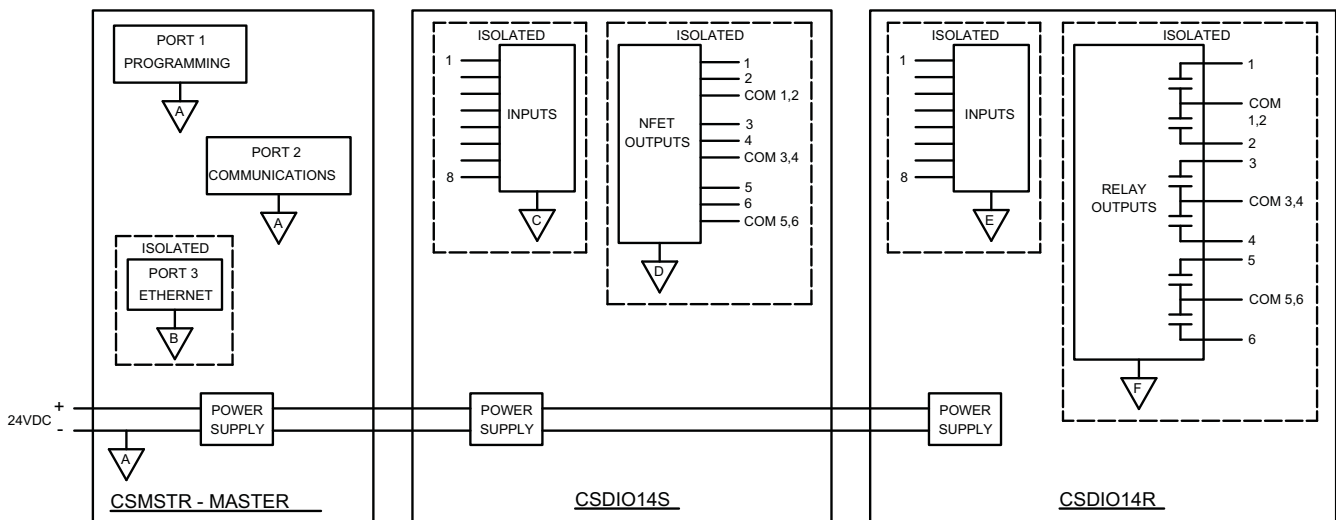 PORT 1
PROGRAMMING
A
PORT 2
COMMUNICATIONS
A
ISOLATED
PORT 3
ETHERNET
B
24VDC
+
-
A
POWER
SUPPLY
CSMSTR - MASTER
ISOLATED
1
8
INPUTS
C
ISOLATED
NFET
OUTPUTS
1
2
COM 1,2
3
4
COM 3,4
5
6
COM 5,6
D
POWER
SUPPLY
CSDIO14S
ISOLATED
1
8
INPUTS
E
ISOLATED
RELAY
OUTPUTS
1
COM
1,2
2
3
COM 3,4
4
5
COM 5,6
6
F
POWER
SUPPLY
CSDIO14R